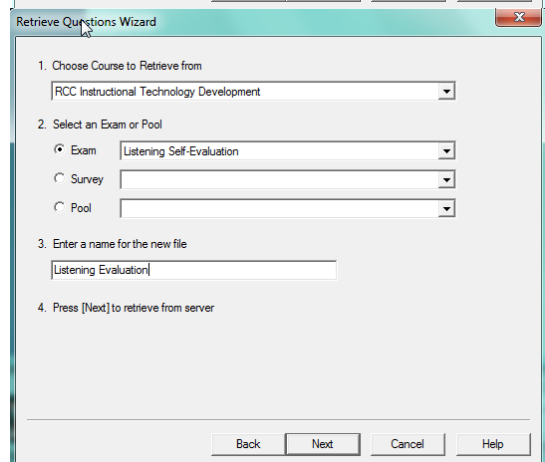 Retrieve Questions Wizard
x
1. Choose Course to Retrieve from
RCC Instructional Technology Development
2. Select an Exam or Pool
Exam Listening Self-Evaluation
Survey
Pool
3. Enter a name for the new file
Listening Evaluation
4. Press [Next] to retrieve from server
Back Next Cancel Help